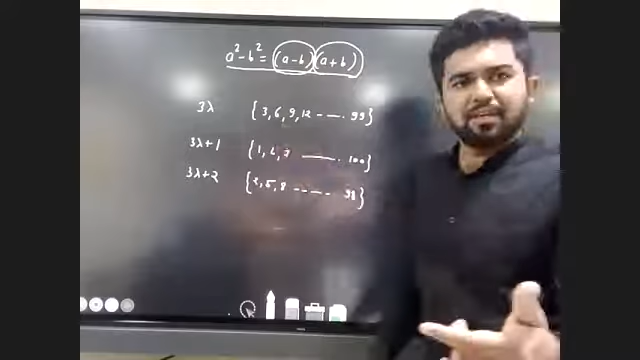 a²-b² = (a-b)(a+b)
3λ {3, 6, 9, 12 ---- . 99}
3λ+1 {1, 4, 7 ---- . 100}
3λ+2 {2, 5, 8 ------ . 98}